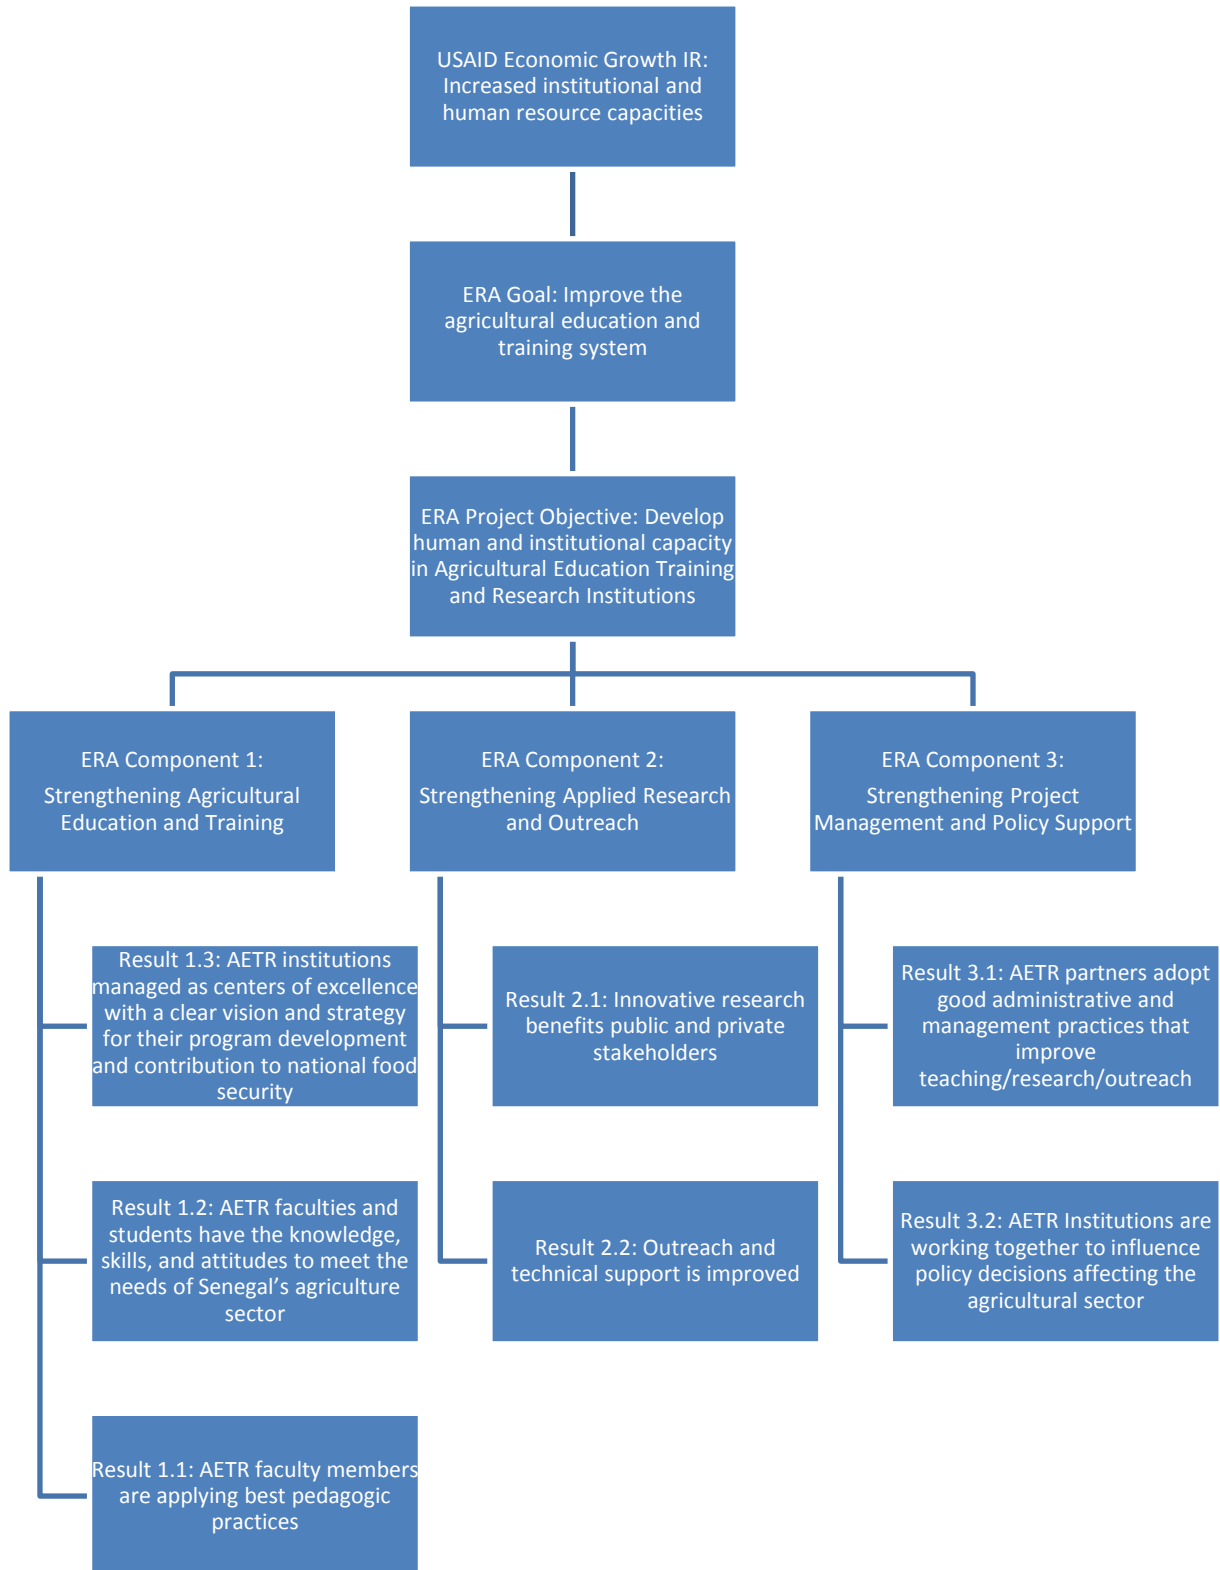 USAID Economic Growth IR:
Increased institutional and
human resource capacities
ERA Goal: Improve the
agricultural education and
training system
ERA Project Objective: Develop
human and institutional capacity
in Agricultural Education Training
and Research Institutions
ERA Component 1:
Strengthening Agricultural
Education and Training
ERA Component 2:
Strengthening Applied Research
and Outreach
ERA Component 3:
Strengthening Project
Management and Policy Support
Result 1.3: AETR institutions
managed as centers of excellence
with a clear vision and strategy
for their program development
and contribution to national food
security
Result 2.1: Innovative research
benefits public and private
stakeholders
Result 3.1: AETR partners adopt
good administrative and
management practices that
improve
teaching/research/outreach
Result 1.2: AETR faculties and
students have the knowledge,
skills, and attitudes to meet the
needs of Senegal’s agriculture
sector
Result 2.2: Outreach and
technical support is improved
Result 3.2: AETR Institutions are
working together to influence
policy decisions affecting the
agricultural sector
Result 1.1: AETR faculty members
are applying best pedagogic
practices